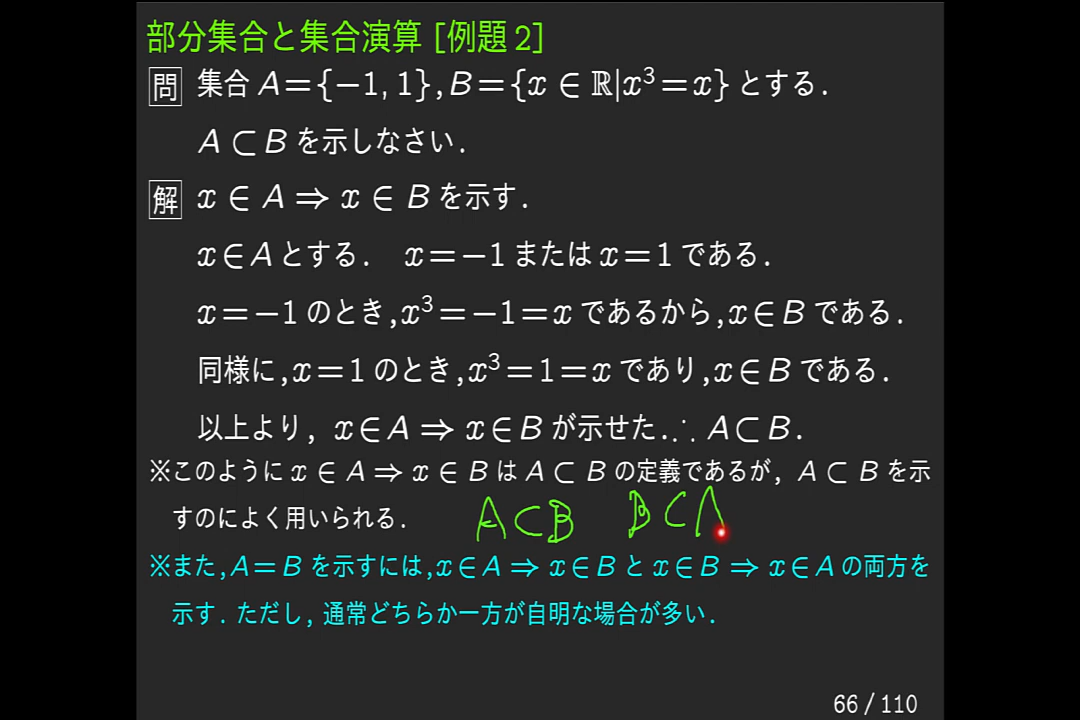 部分集合と集合演算 [例題2]
問 集合 A={−1, 1}, B={x ∈ ℝ|x³=x} とする.
A ⊂ B を示しなさい.
解 x ∈ A ⇒ x ∈ B を示す.
x∈A とする. x=−1 または x=1 である.
x=−1 のとき,x³=−1=x であるから,x∈B である.
同様に,x=1 のとき,x³=1=x であり,x∈B である.
以上より, x∈A ⇒ x∈B が示せた.∴ A⊂B.
※このように x ∈ A ⇒ x ∈ B は A ⊂ B の定義であるが, A ⊂ B を示
すのによく用いられる.
A⊂B B⊂A
※また,A=B を示すには,x∈A ⇒ x∈B と x∈B ⇒ x∈A の両方を
示す. ただし, 通常どちらか一方が自明な場合が多い.
66 / 110